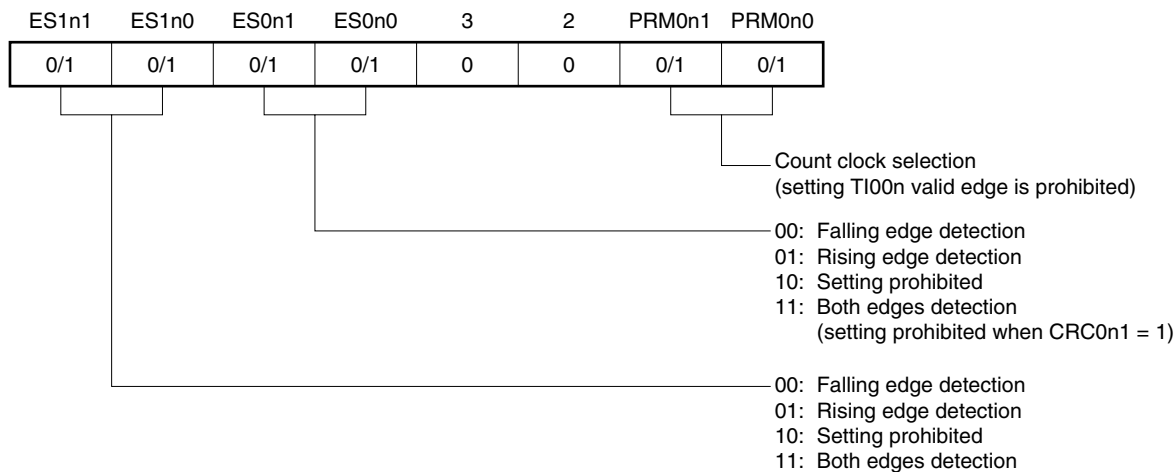 ES1n1 ES1n0 ES0n1 ES0n0 3 2 PRM0n1 PRM0n0
0/1 0/1 0/1 0/1 0 0 0/1 0/1
Count clock selection
(setting TI00n valid edge is prohibited)
00: Falling edge detection
01: Rising edge detection
10: Setting prohibited
11: Both edges detection
(setting prohibited when CRC0n1 = 1)
00: Falling edge detection
01: Rising edge detection
10: Setting prohibited
11: Both edges detection